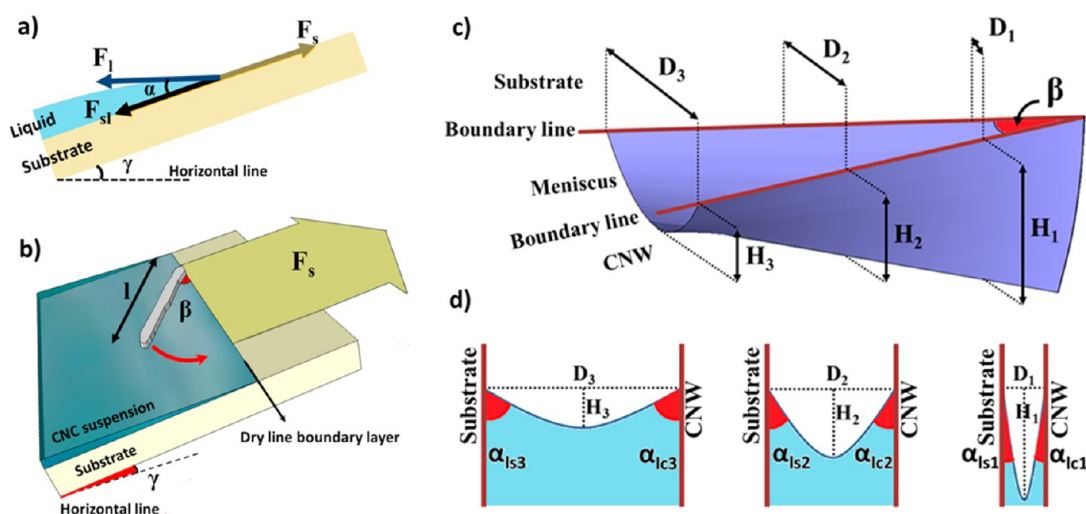 a)
Fₛ
Fₗ
α
Fₛₗ
Liquid
Substrate
γ
Horizontal line
b)
Fₛ
l
β
CNC suspension
Dry line boundary layer
Substrate
γ
Horizontal line
c)
D₁
D₂
D₃
Substrate
β
Boundary line
Meniscus
Boundary line
CNW
H₃
H₂
H₁
d)
Substrate
D₃
H₃
CNW
αₗₛ₃
αₗc₃
Substrate
D₂
H₂
CNW
αₗₛ₂
αₗc₂
Substrate
D₁
H₁
CNW
αₗₛ₁
αₗc₁